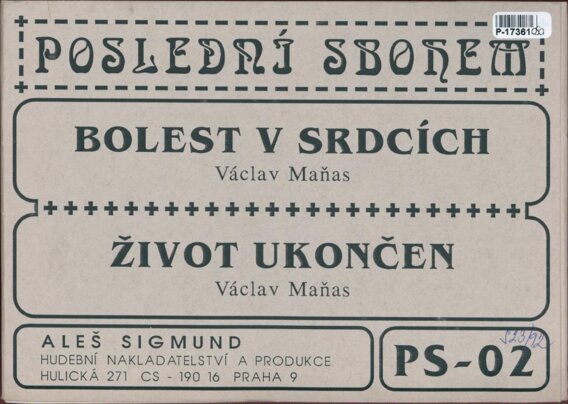 P-17361
POSLEDNÍ SBOHEM
BOLEST V SRDCÍCH
Václav Maňas
ŽIVOT UKONČEN
Václav Maňas
ALEŠ SIGMUND
HUDEBNÍ NAKLADATELSTVÍ A PRODUKCE
HULICKÁ 271 CS - 190 16 PRAHA 9
PS-02